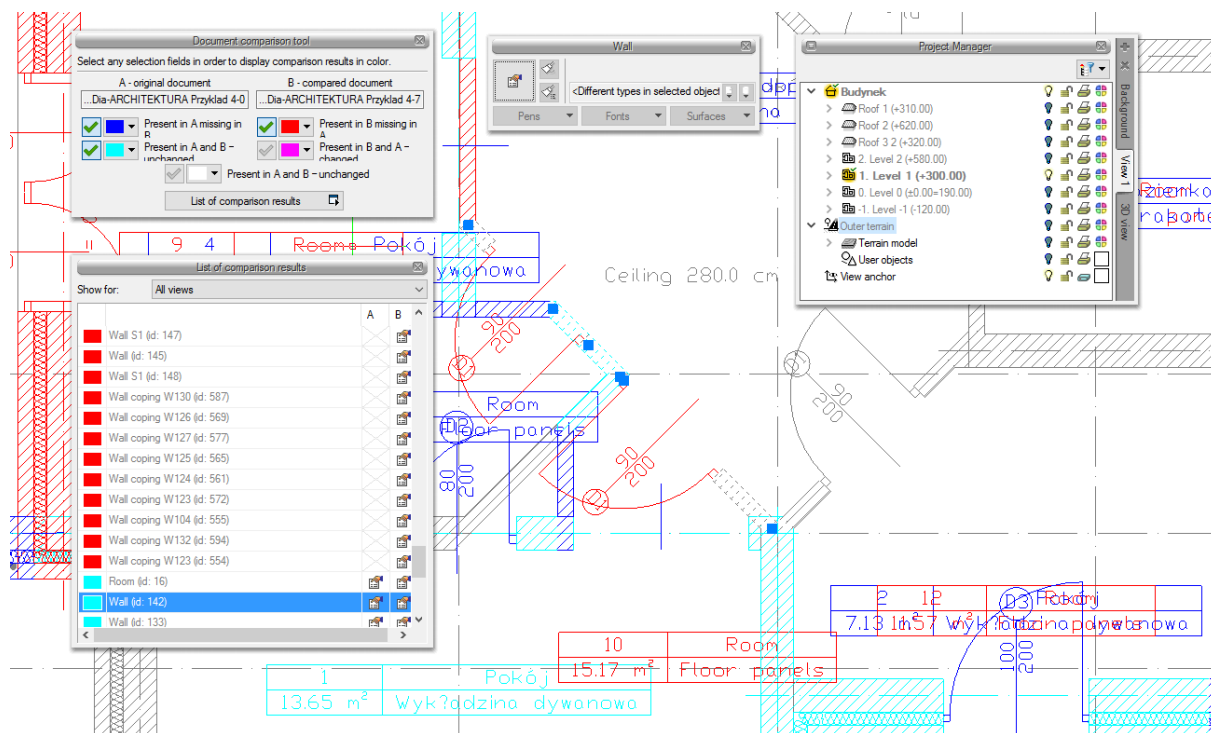 Document comparison tool
Select any selection fields in order to display comparison results in color.
A - original document
B - compared document
...Dia-ARCHITEKTURA Przyklad 4-0
...Dia-ARCHITEKTURA Przyklad 4-7
Present in A missing in B
Present in B missing in A
Present in A and B – unchanged
Present in B and A – changed
Present in A and B – unchanged
List of comparison results
Wall
<Different types in selected object
Pens
Fonts
Surfaces
Project Manager
Budynek
Roof 1 (+310.00)
Roof 2 (+620.00)
Roof 3 2 (+320.00)
2. Level 2 (+580.00)
1. Level 1 (+300.00)
0. Level 0 (±0.00=190.00)
-1. Level -1 (-120.00)
Outer terrain
Terrain model
User objects
View anchor
Background
View 1
3D view
9 4
Pokój
ywanowa
Ceiling 280.0 cm
List of comparison results
Show for:
All views
A
B
Wall S1 (id: 147)
Wall (id: 145)
Wall S1 (id: 148)
Wall coping W130 (id: 587)
Wall coping W126 (id: 569)
Wall coping W127 (id: 577)
Wall coping W125 (id: 565)
Wall coping W124 (id: 561)
Wall coping W123 (id: 572)
Wall coping W104 (id: 555)
Wall coping W132 (id: 594)
Wall coping W123 (id: 554)
Room (id: 16)
Wall (id: 142)
Wall (id: 133)
90
200
D1
Room
Floor panels
80
200
90
200
D1
D1
90
200
2 12
D3
100
200
10
Room
15.17 m²
Floor panels
1
Pokój
13.65 m²
Wyk?adzina dywanowa